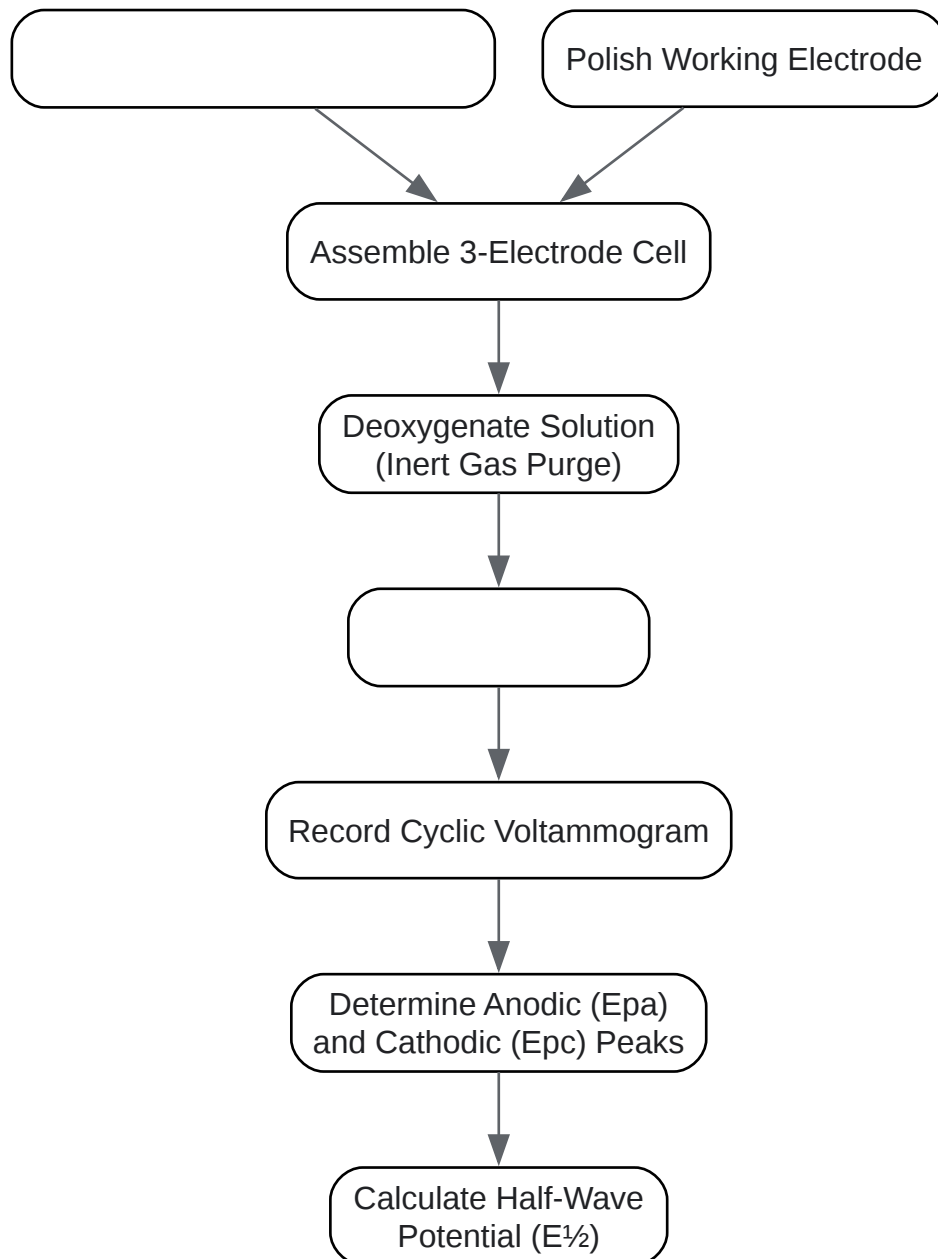 Polish Working Electrode
Assemble 3-Electrode Cell
Deoxygenate Solution
(Inert Gas Purge)
Record Cyclic Voltammogram
Determine Anodic (Epa)
and Cathodic (Epc) Peaks
Calculate Half-Wave
Potential (E½)